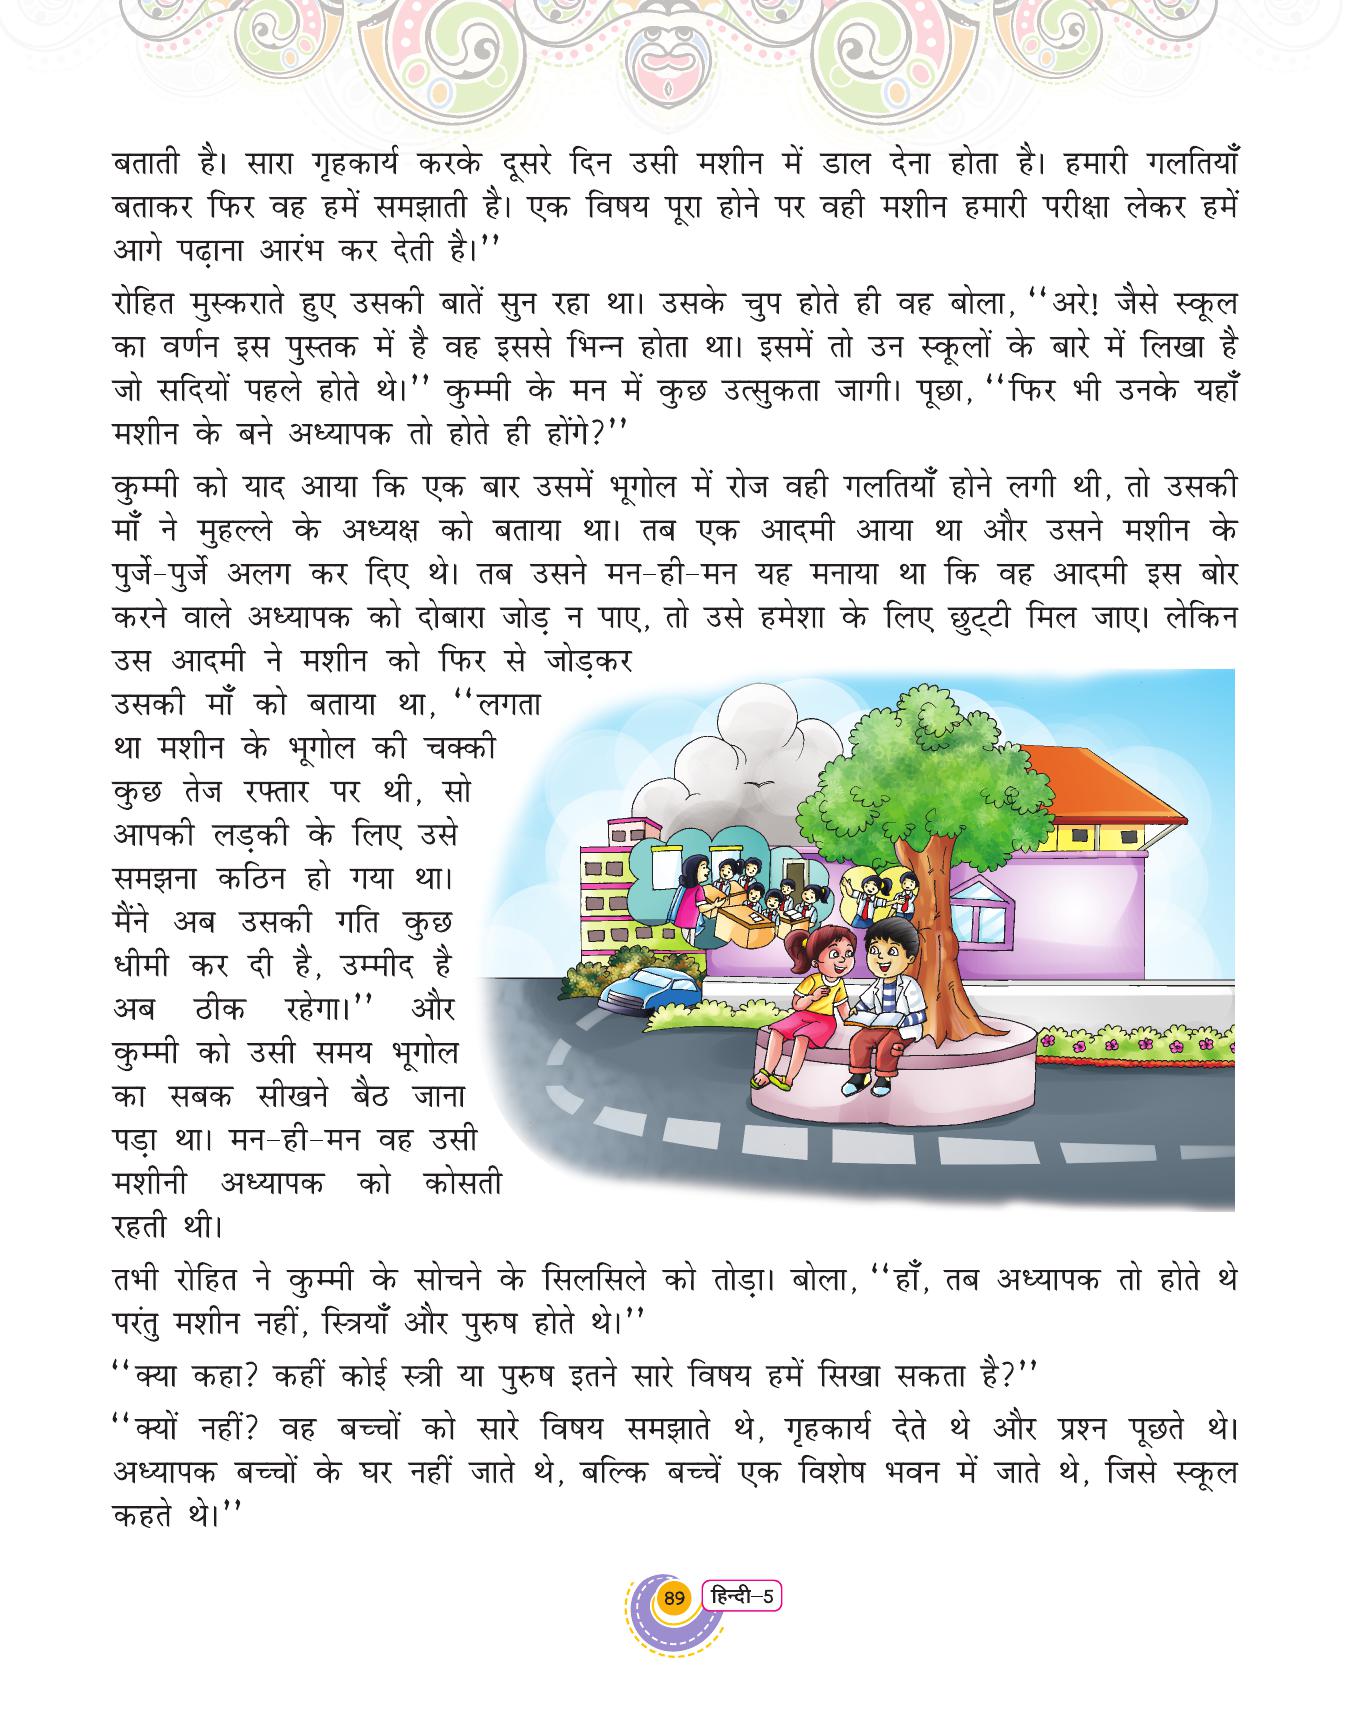 बताती है। सारा गृहकार्य करके दूसरे दिन उसी मशीन में डाल देना होता है। हमारी गलतियाँ
बताकर फिर वह हमें समझाती है। एक विषय पूरा होने पर वही मशीन हमारी परीक्षा लेकर हमें
आगे पढ़ाना आरंभ कर देती है।’’
रोहित मुस्कराते हुए उसकी बातें सुन रहा था। उसके चुप होते ही वह बोला, ‘‘अरे! जैसे स्कूल
का वर्णन इस पुस्तक में है वह इससे भिन्न होता था। इसमें तो उन स्कूलों के बारे में लिखा है
जो सदियों पहले होते थे।’’ कुम्मी के मन में कुछ उत्सुकता जागी। पूछा, ‘‘फिर भी उनके यहाँ
मशीन के बने अध्यापक तो होते ही होंगे?’’
कुम्मी को याद आया कि एक बार उसमें भूगोल में रोज वही गलतियाँ होने लगी थी, तो उसकी
माँ ने मुहल्ले के अध्यक्ष को बताया था। तब एक आदमी आया था और उसने मशीन के
पुर्जे-पुर्जे अलग कर दिए थे। तब उसने मन-ही-मन यह मनाया था कि वह आदमी इस बोर
करने वाले अध्यापक को दोबारा जोड़ न पाए, तो उसे हमेशा के लिए छुट्टी मिल जाए। लेकिन
उस आदमी ने मशीन को फिर से जोड़कर
उसकी माँ को बताया था, ‘‘लगता
था मशीन के भूगोल की चक्की
कुछ तेज रफ्तार पर थी, सो
आपकी लड़की के लिए उसे
समझना कठिन हो गया था।
मैंने अब उसकी गति कुछ
धीमी कर दी है, उम्मीद है
अब ठीक रहेगा।’’ और
कुम्मी को उसी समय भूगोल
का सबक सीखने बैठ जाना
पड़ा था। मन-ही-मन वह उसी
मशीनी अध्यापक को कोसती
रहती थी।
तभी रोहित ने कुम्मी के सोचने के सिलसिले को तोड़ा। बोला, ‘‘हाँ, तब अध्यापक तो होते थे
परंतु मशीन नहीं, स्त्रियाँ और पुरुष होते थे।’’
‘‘क्या कहा? कहीं कोई स्त्री या पुरुष इतने सारे विषय हमें सिखा सकता है?’’
‘‘क्यों नहीं? वह बच्चों को सारे विषय समझाते थे, गृहकार्य देते थे और प्रश्न पूछते थे।
अध्यापक बच्चों के घर नहीं जाते थे, बल्कि बच्चें एक विशेष भवन में जाते थे, जिसे स्कूल
कहते थे।’’
89 हिन्दी-5